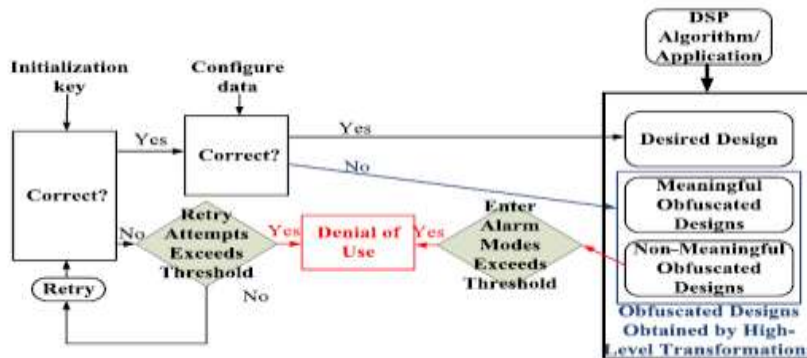 DSP
Algorithm/
Application
Initialization
key
Configure
data
Correct?
Yes
Correct?
Yes
No
Desired Design
Meaningful
Obfuscated
Designs
Non-Meaningful
Obfuscated
Designs
Obfuscated Designs
Obtained by High-
Level Transformation
No
Retry
Attempts
Exceeds
Threshold
Yes
Denial of
Use
Yes
Enter
Alarm
Modes
Exceeds
Threshold
Retry
No